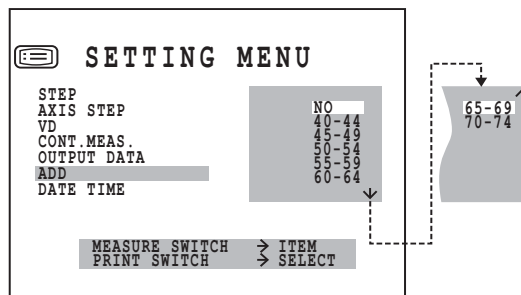 SETTING MENU
STEP
AXIS STEP
VD
CONT.MEAS.
OUTPUT DATA
ADD
DATE TIME
NO
40-44
45-49
50-54
55-59
60-64
65-69
70-74
MEASURE SWITCH → ITEM
PRINT SWITCH → SELECT